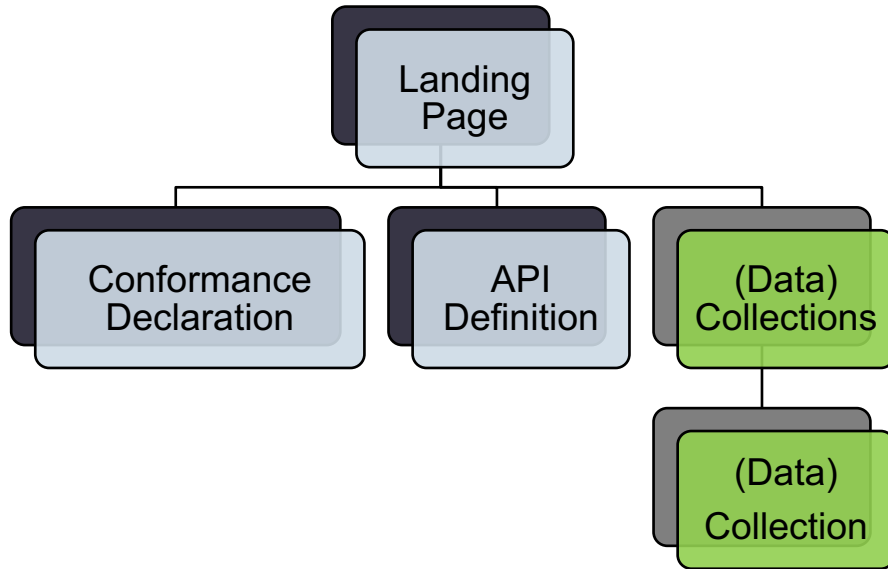 Landing
Page
Conformance
Declaration
API
Definition
(Data)
Collections
(Data)
Collection